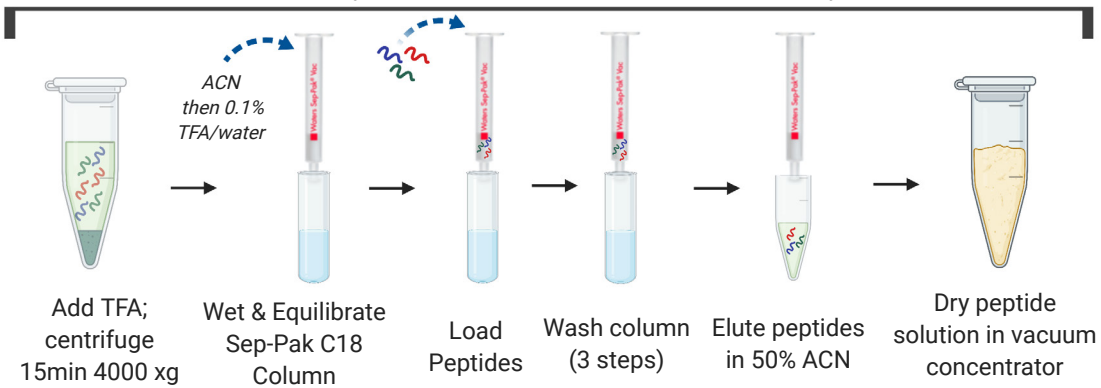 ACN
then 0.1%
TFA/water
Waters Sep-Pak® Vac
Waters Sep-Pak® Vac
Waters Sep-Pak® Vac
Waters Sep-Pak® Vac
Add TFA;
centrifuge
15min 4000 xg
Wet & Equilibrate
Sep-Pak C18
Column
Load
Peptides
Wash column
(3 steps)
Elute peptides
in 50% ACN
Dry peptide
solution in vacuum
concentrator